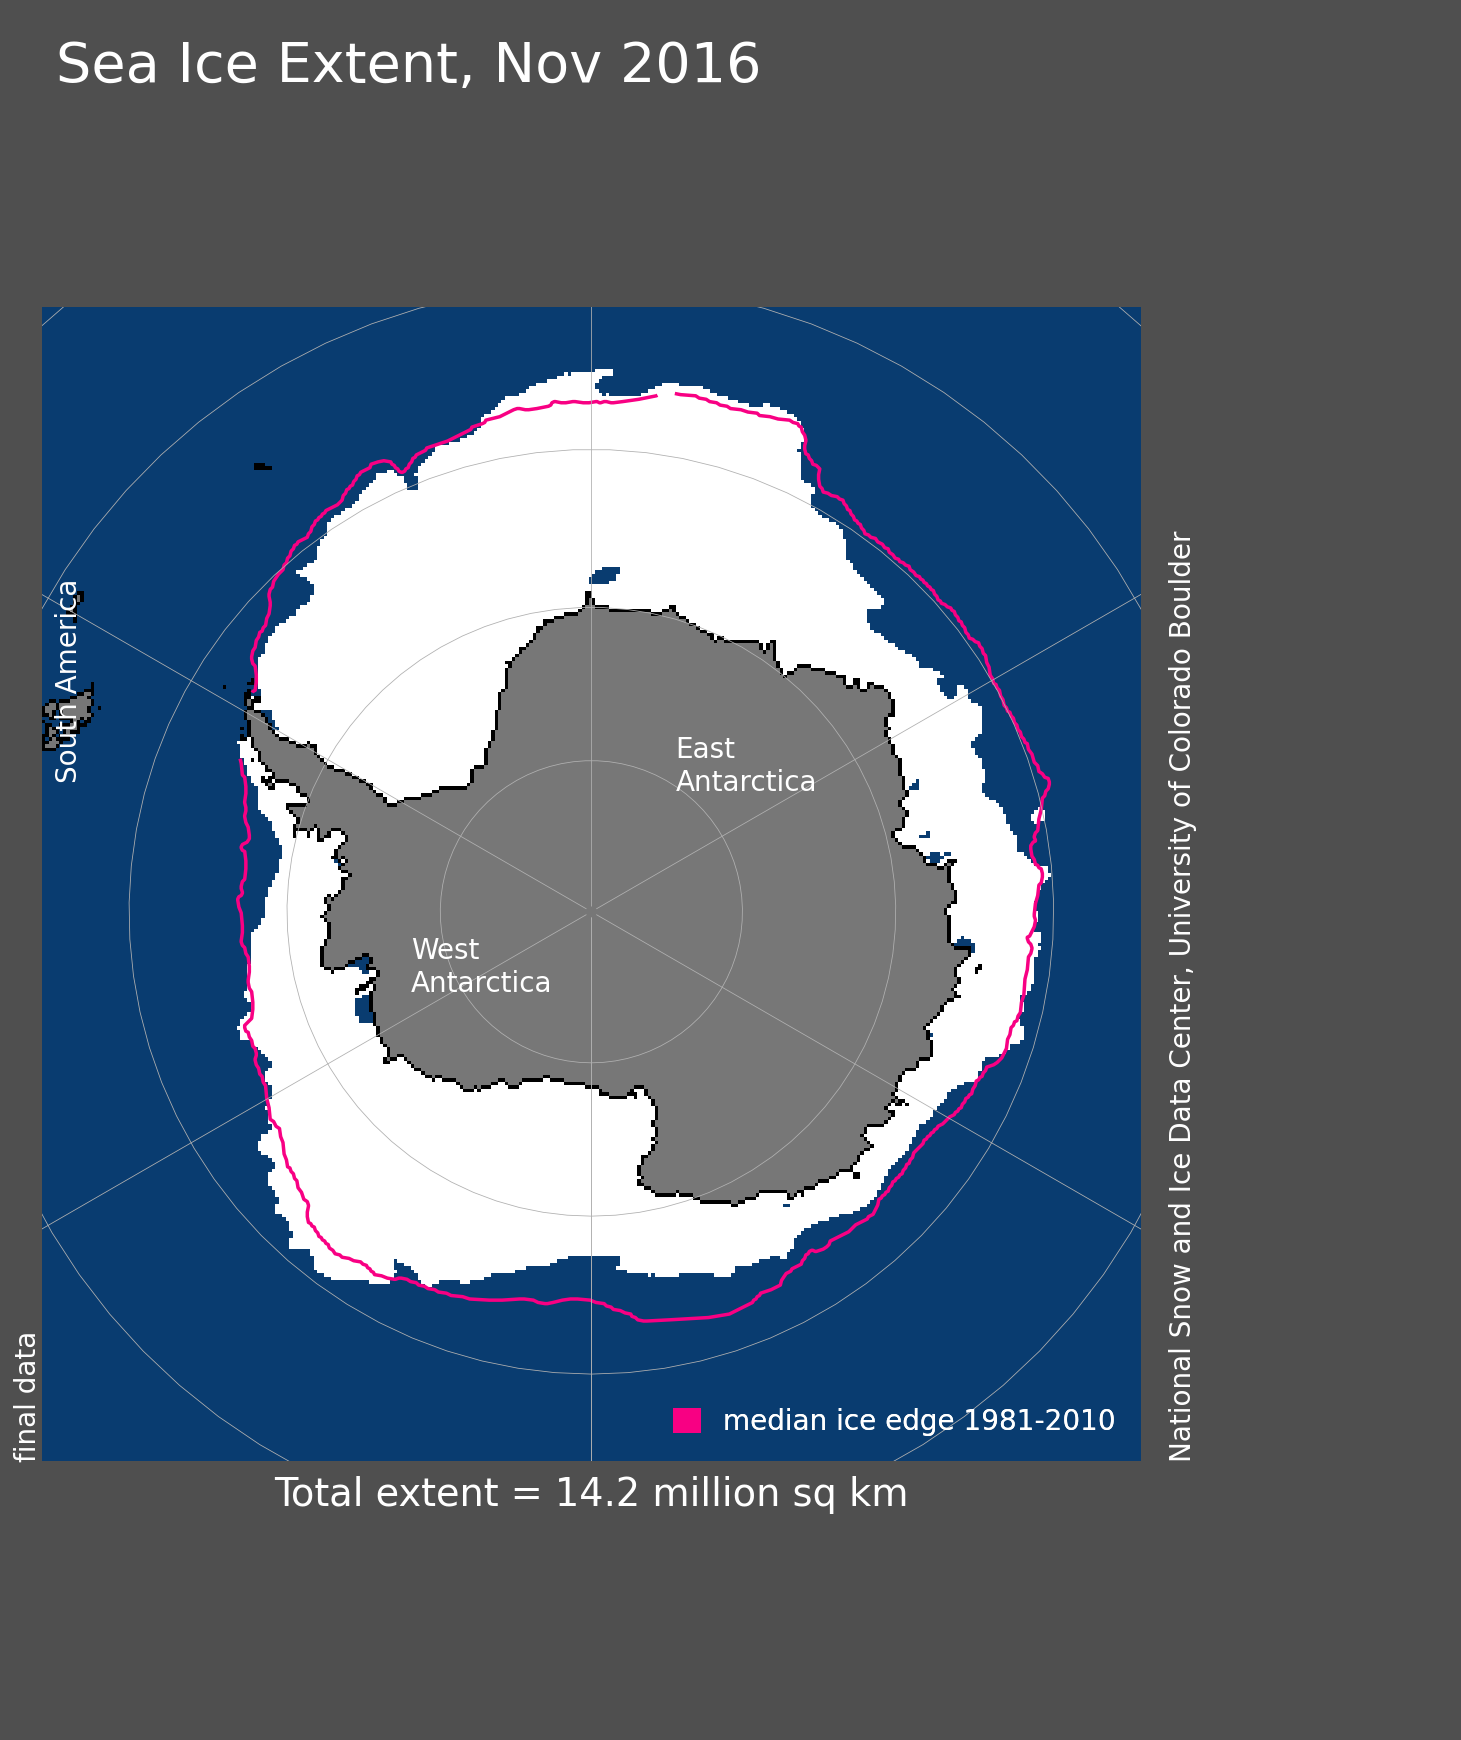 Sea Ice Extent, Nov 2016
South America
East
Antarctica
West
Antarctica
final data
median ice edge 1981-2010
National Snow and Ice Data Center, University of Colorado Boulder
Total extent = 14.2 million sq km